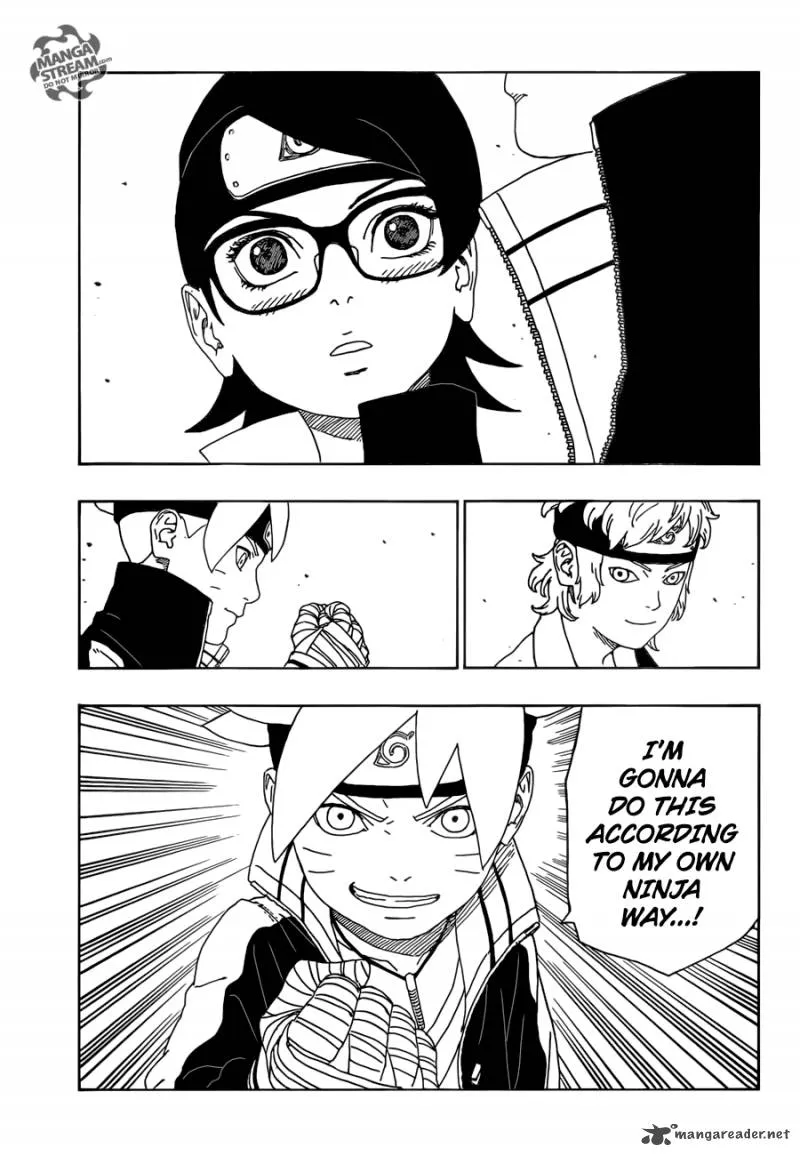 MANGA
STREAM.com
DO NOT MIRROR
I'M
GONNA
DO THIS
ACCORDING
TO MY OWN
NINJA
WAY...!
mangareader.net